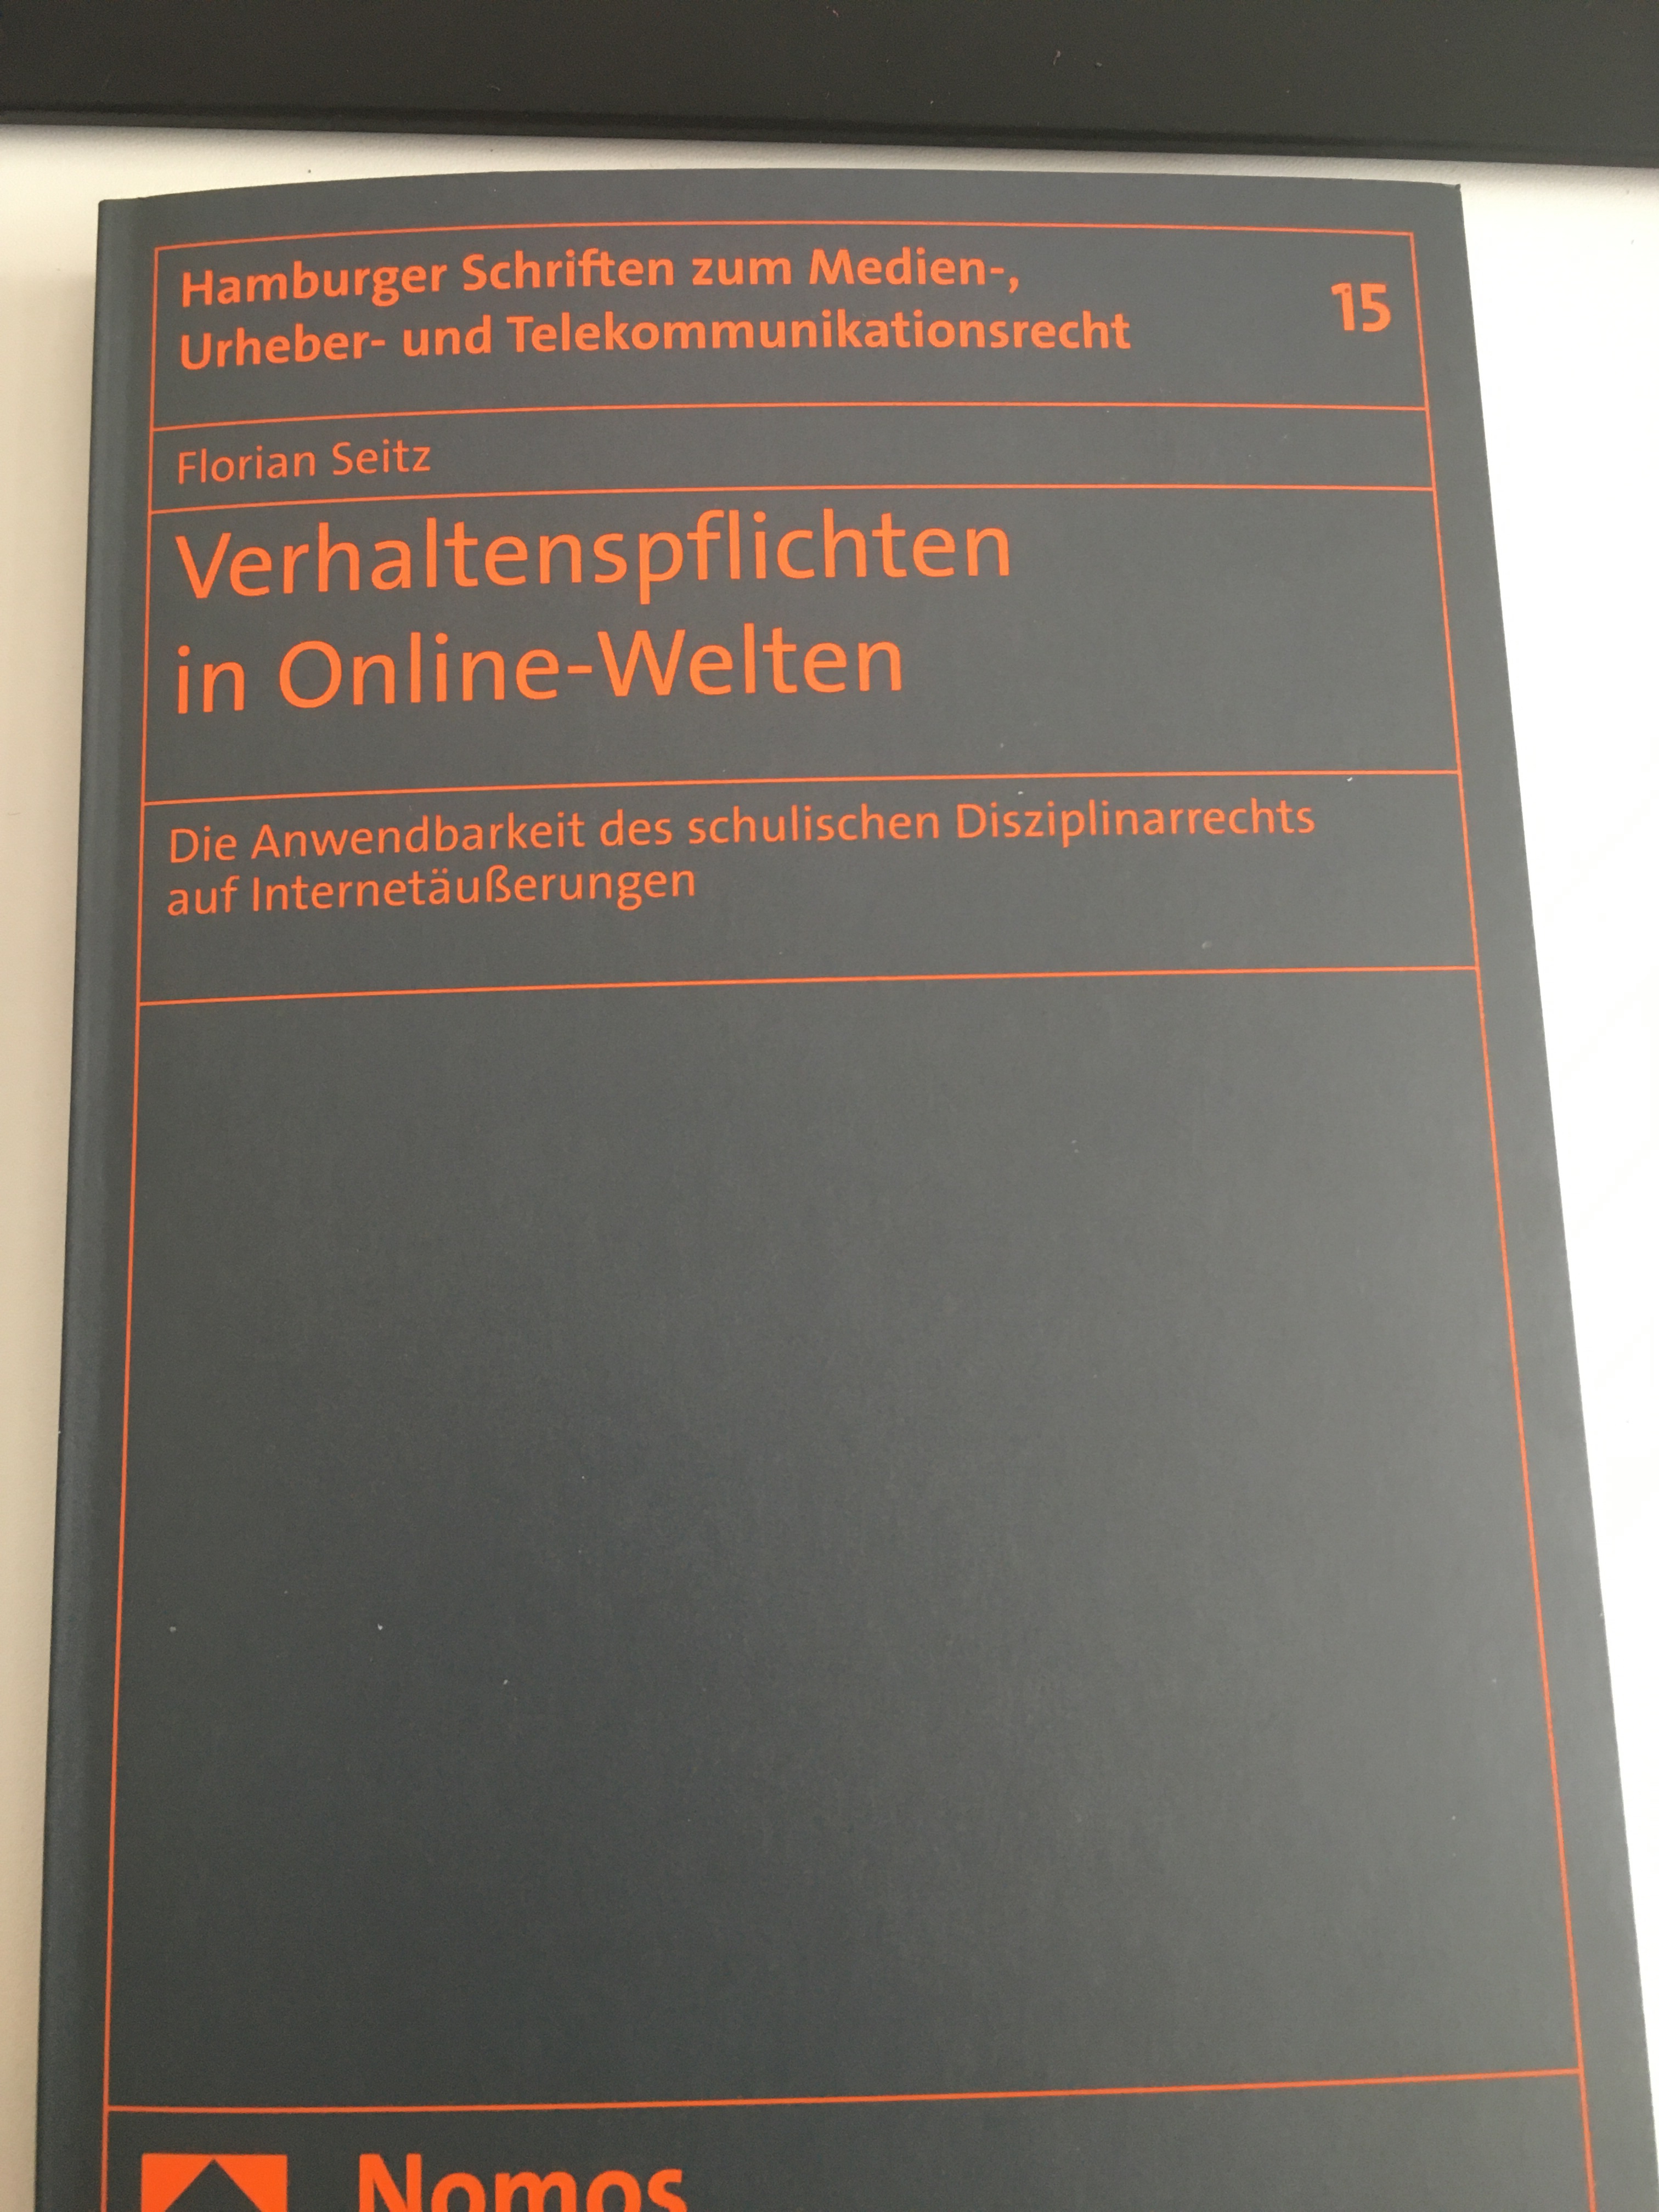 Hamburger Schriften zum Medien-,
Urheber- und Telekommunikationsrecht
15
Florian Seitz
Verhaltenspflichten
in Online-Welten
Die Anwendbarkeit des schulischen Disziplinarrechts
auf Internetäußerungen
Nomos